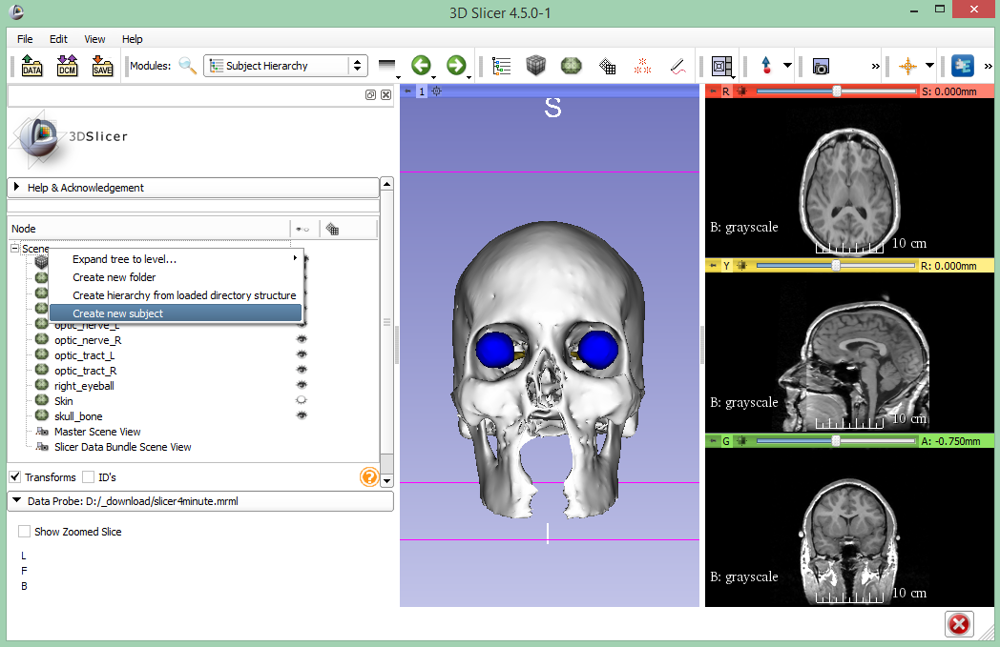 3D Slicer 4.5.0-1
File Edit View Help
DATA DCM SAVE Modules: Subject Hierarchy » »
3DSlicer
Help & Acknowledgement
Node
Scene
Expand tree to level...
Create new folder
Create hierarchy from loaded directory structure
Create new subject
optic_nerve_L
optic_nerve_R
optic_tract_L
optic_tract_R
right_eyeball
Skin
skull_bone
Master Scene View
Slicer Data Bundle Scene View
Transforms ID's
Data Probe: D:/_download/slicer4minute.mrml
Show Zoomed Slice
L
F
B
1
S
I
R S: 0.000mm
B: grayscale
10 cm
Y R: 0.000mm
B: grayscale
10 cm
G A: -0.750mm
B: grayscale
10 cm